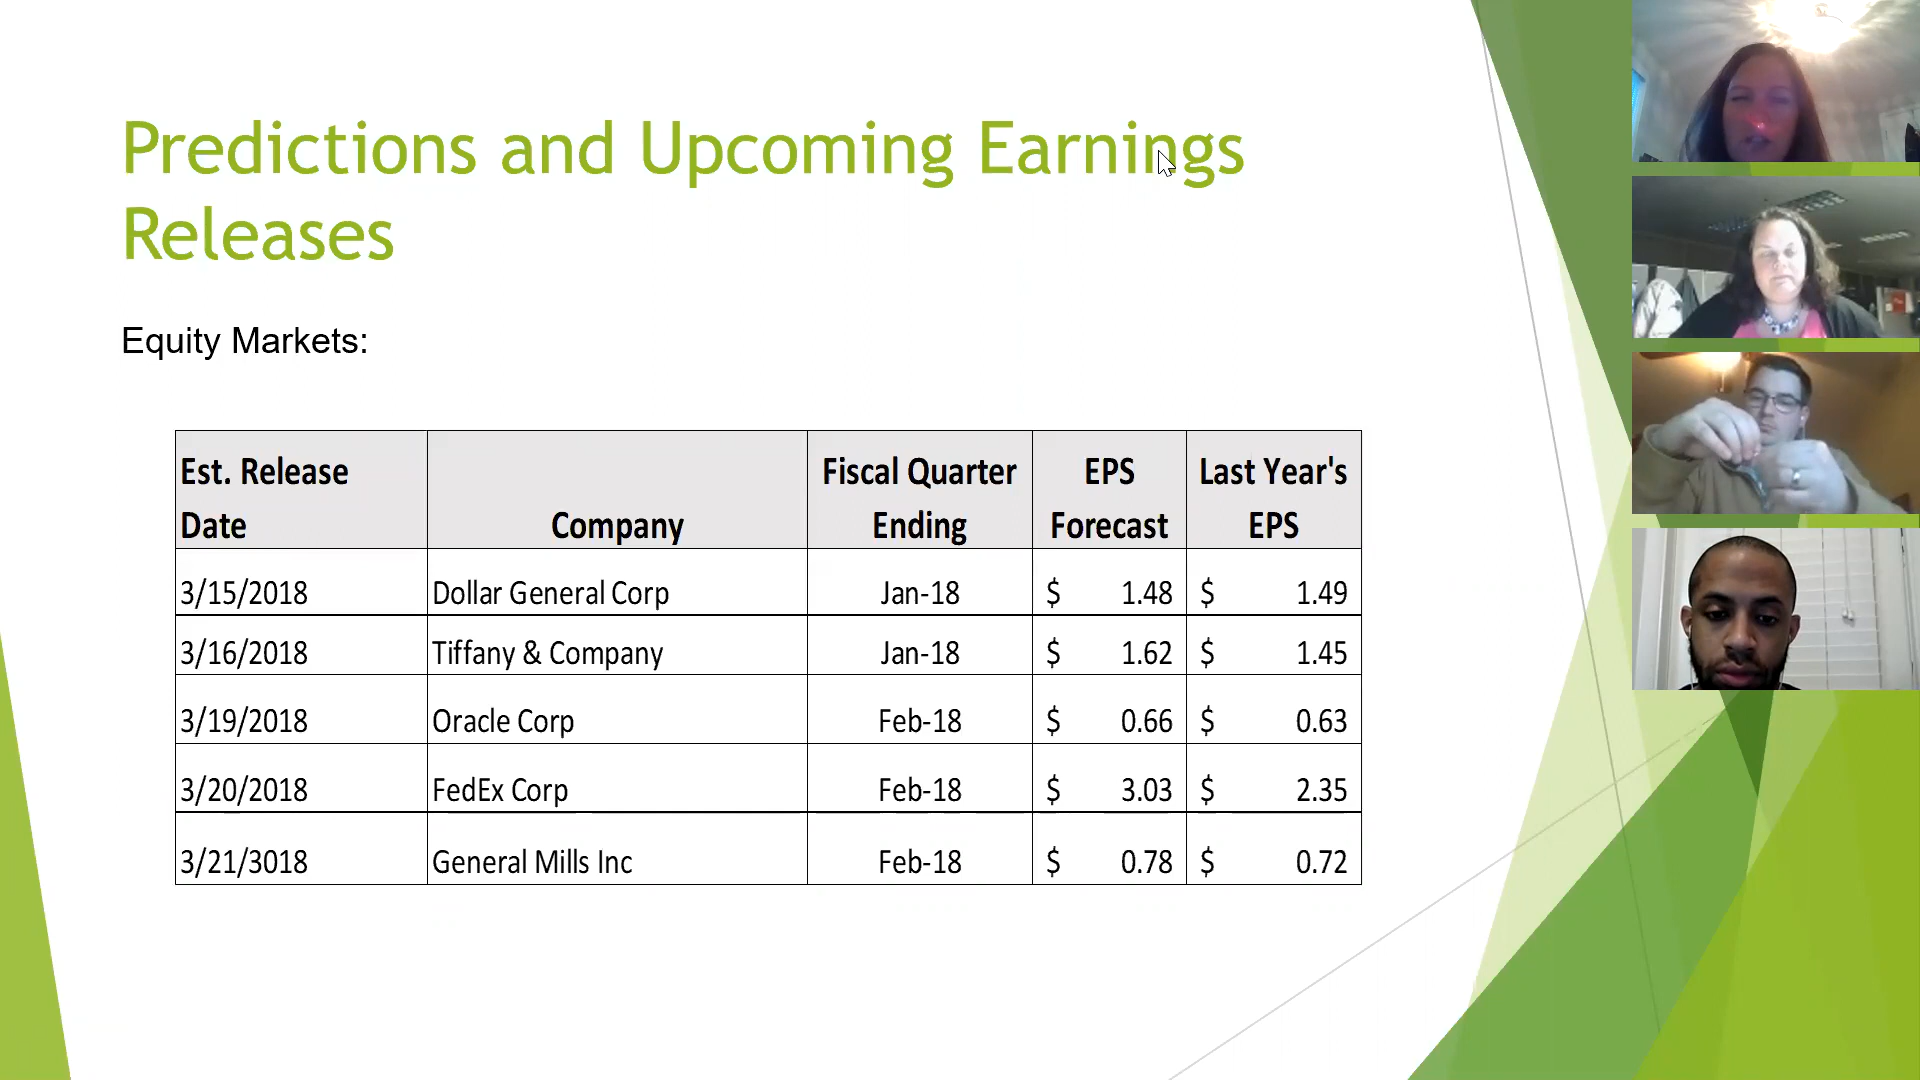 Predictions and Upcoming Earnings
Releases
Equity Markets:
Est. Release Date Company Fiscal Quarter Ending EPS Forecast Last Year's EPS
3/15/2018 Dollar General Corp Jan-18 $ 1.48 $ 1.49
3/16/2018 Tiffany & Company Jan-18 $ 1.62 $ 1.45
3/19/2018 Oracle Corp Feb-18 $ 0.66 $ 0.63
3/20/2018 FedEx Corp Feb-18 $ 3.03 $ 2.35
3/21/3018 General Mills Inc Feb-18 $ 0.78 $ 0.72